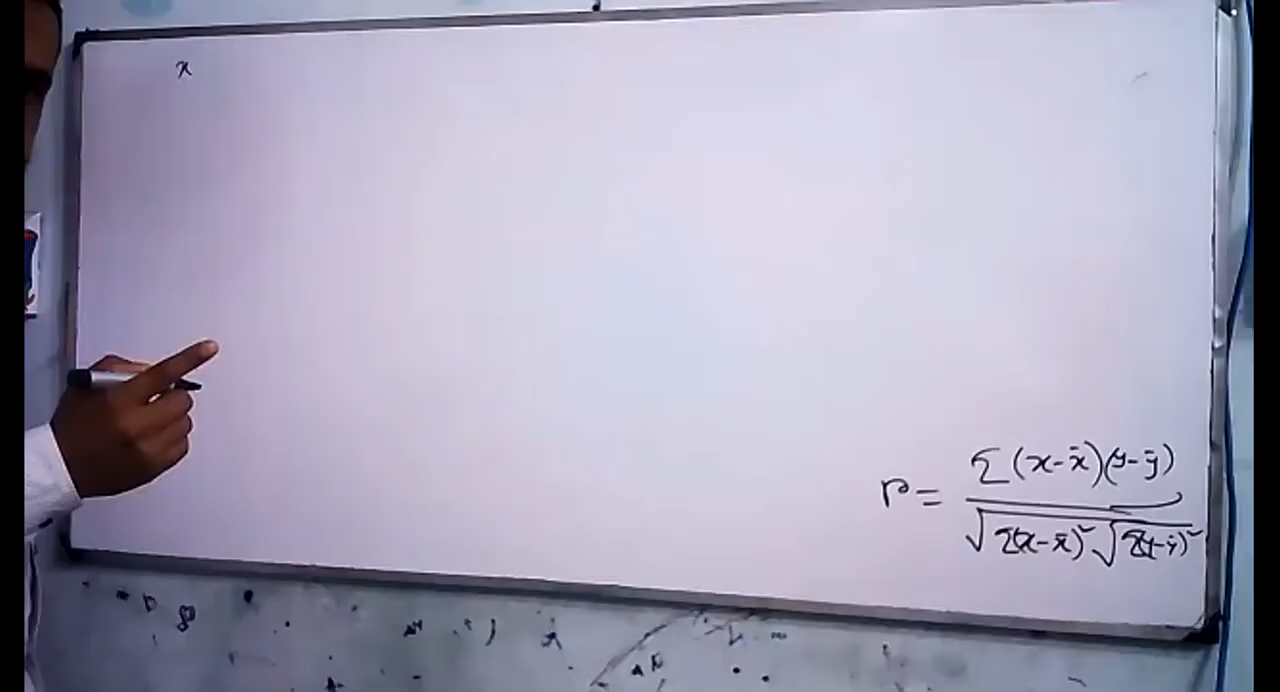 x
r = Σ(x-x̄)(y-ȳ) / √Σ(x-x̄)² √Σ(y-ȳ)²